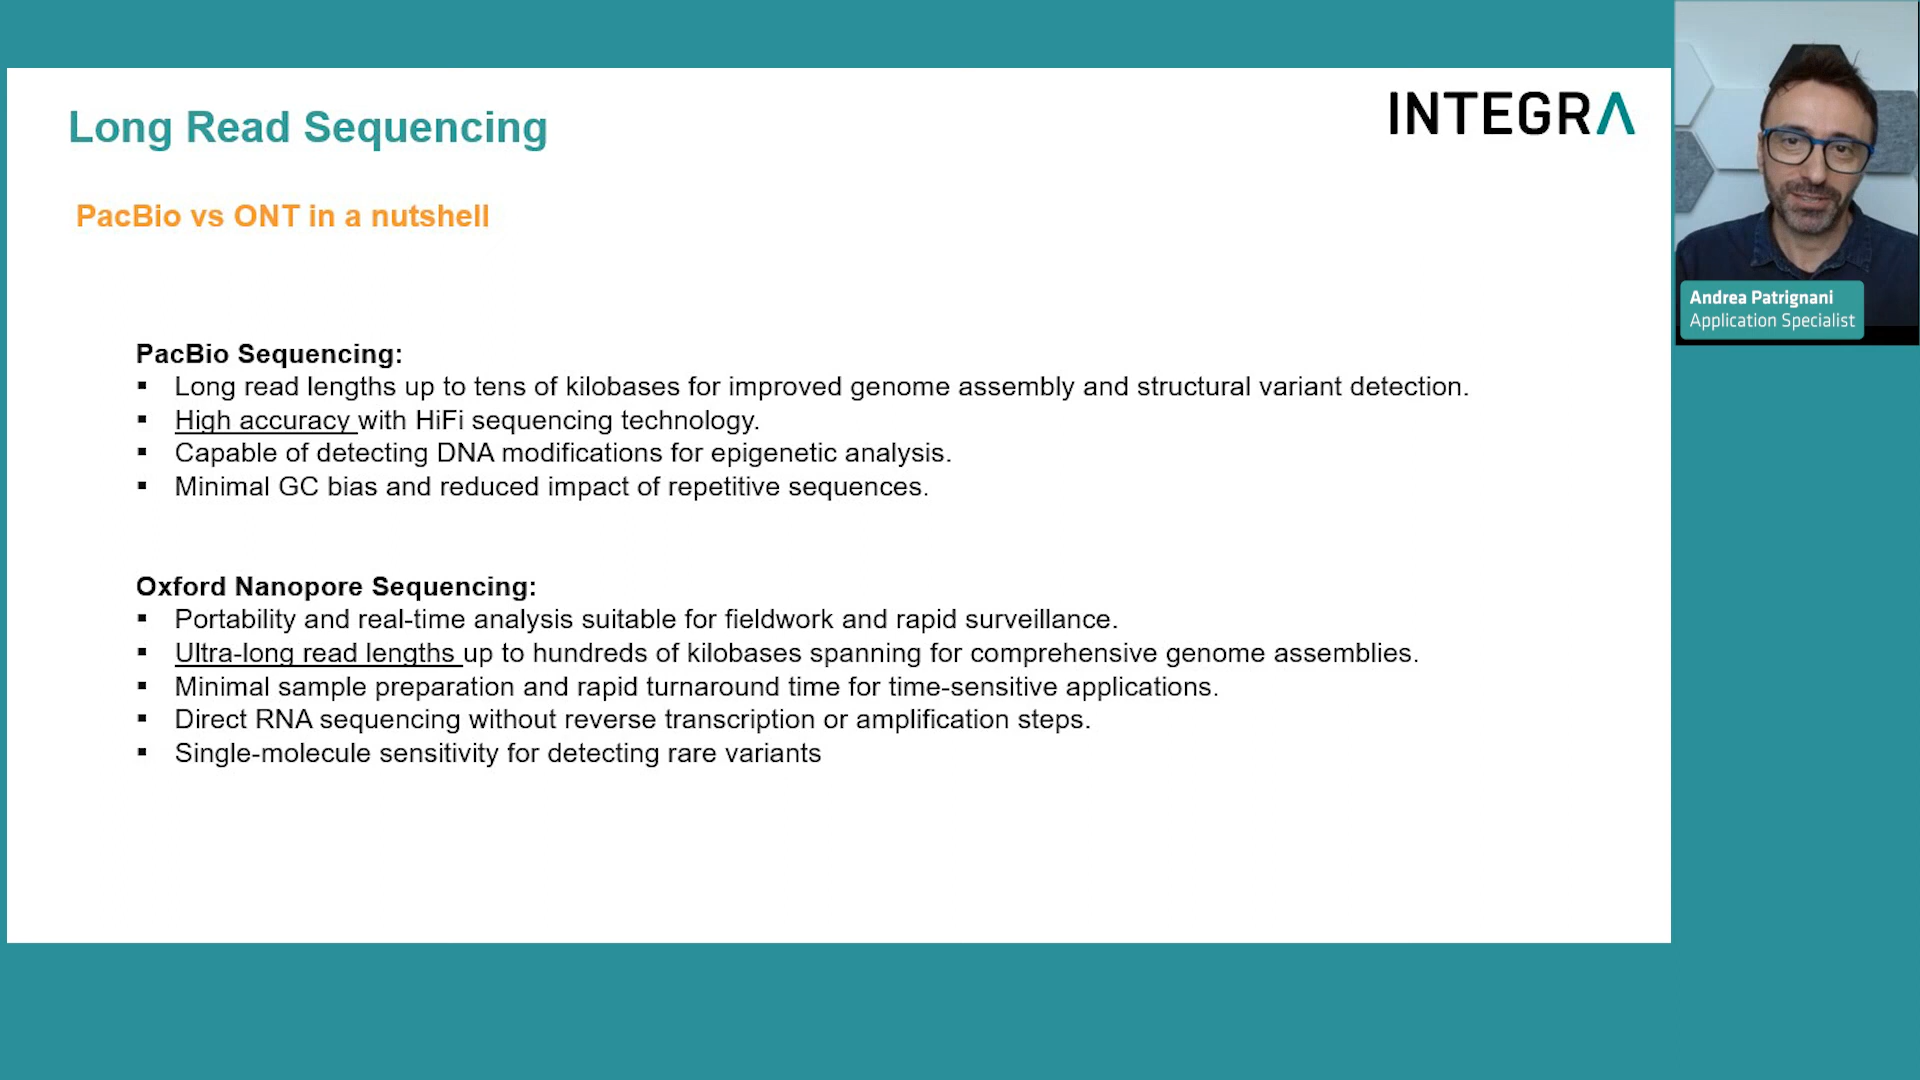 Long Read Sequencing
INTEGRA
PacBio vs ONT in a nutshell
PacBio Sequencing:
▪ Long read lengths up to tens of kilobases for improved genome assembly and structural variant detection.
▪ High accuracy with HiFi sequencing technology.
▪ Capable of detecting DNA modifications for epigenetic analysis.
▪ Minimal GC bias and reduced impact of repetitive sequences.
Oxford Nanopore Sequencing:
▪ Portability and real-time analysis suitable for fieldwork and rapid surveillance.
▪ Ultra-long read lengths up to hundreds of kilobases spanning for comprehensive genome assemblies.
▪ Minimal sample preparation and rapid turnaround time for time-sensitive applications.
▪ Direct RNA sequencing without reverse transcription or amplification steps.
▪ Single-molecule sensitivity for detecting rare variants
Andrea Patrignani
Application Specialist